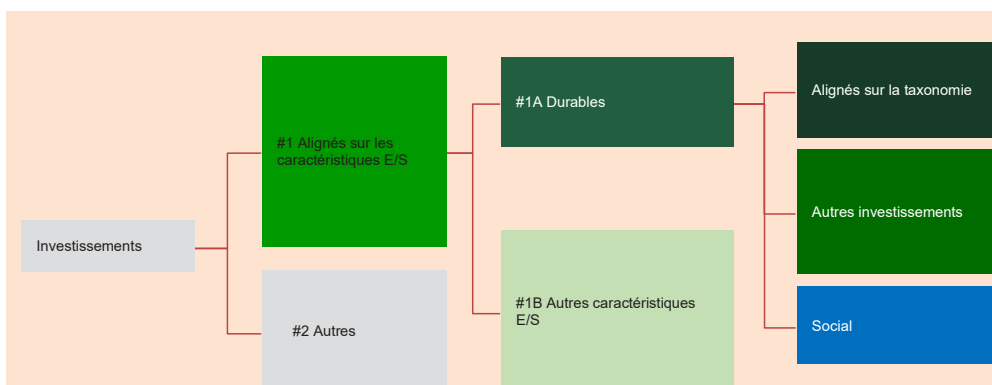 Investissements
#1 Alignés sur les
caractéristiques E/S
#2 Autres
#1A Durables
#1B Autres caractéristiques
E/S
Alignés sur la taxonomie
Autres investissements
Social